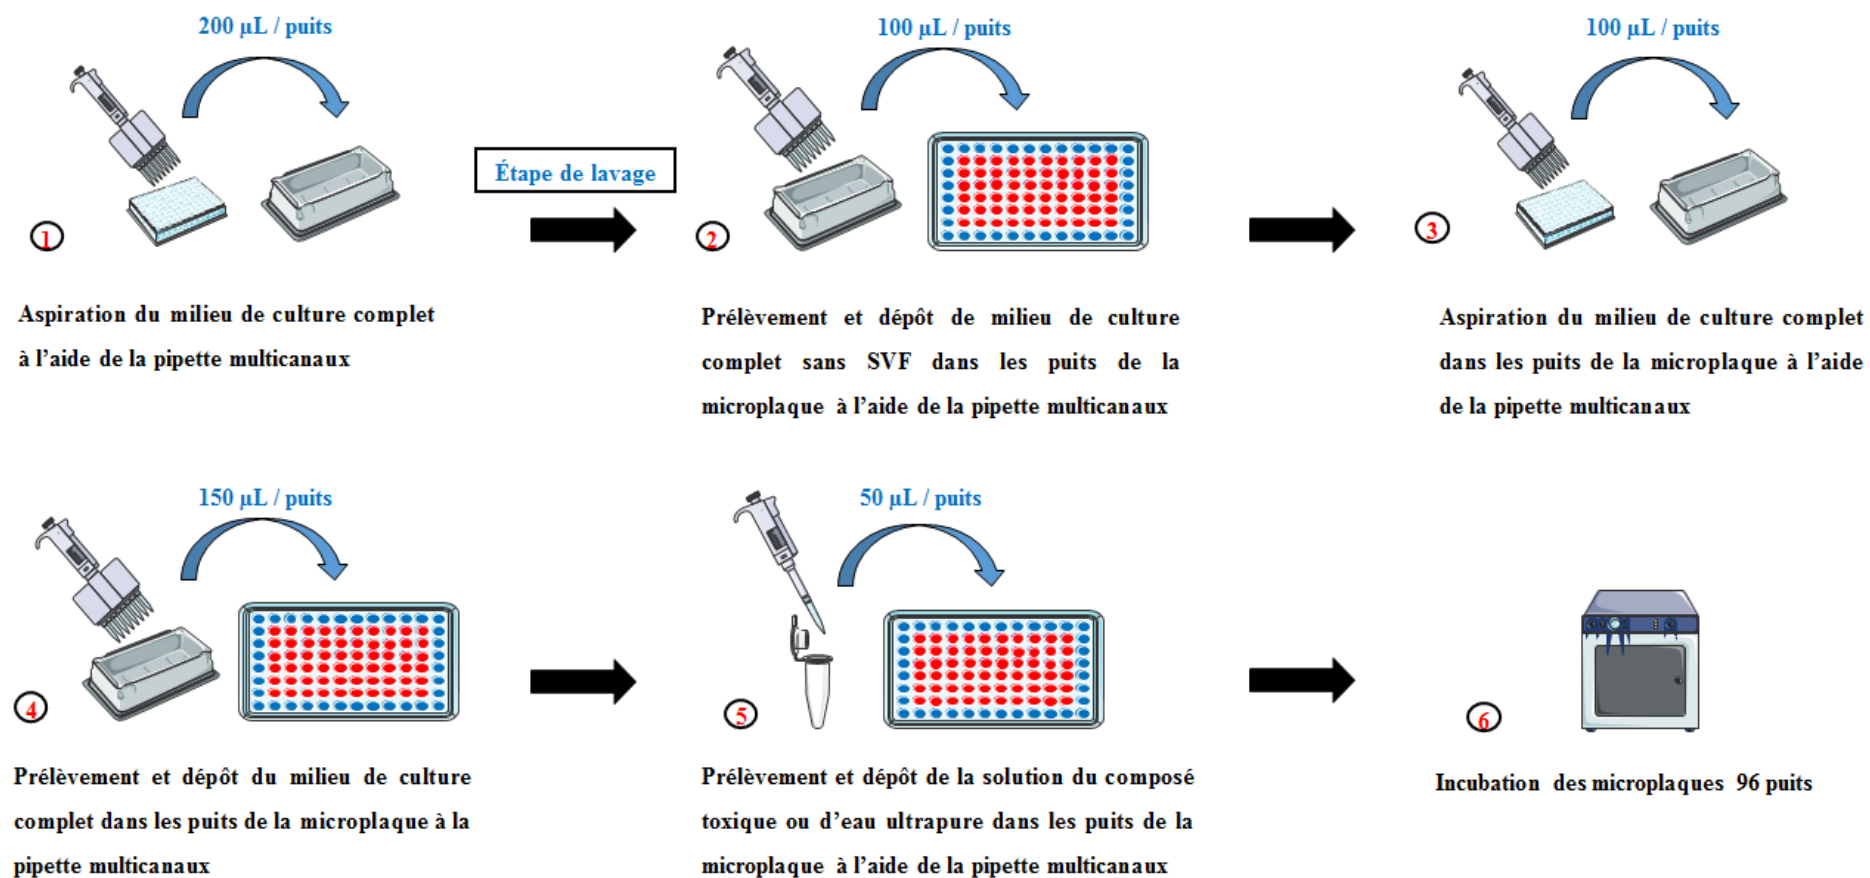 200 µL / puits
100 µL / puits
100 µL / puits
Étape de lavage
1
2
3
Aspiration du milieu de culture complet
à l’aide de la pipette multicanaux
Prélèvement et dépôt de milieu de culture
complet sans SVF dans les puits de la
microplaque à l’aide de la pipette multicanaux
Aspiration du milieu de culture complet
dans les puits de la microplaque à l’aide
de la pipette multicanaux
150 µL / puits
50 µL / puits
4
5
6
Prélèvement et dépôt du milieu de culture
complet dans les puits de la microplaque à la
pipette multicanaux
Prélèvement et dépôt de la solution du composé
toxique ou d’eau ultrapure dans les puits de la
microplaque à l’aide de la pipette multicanaux
Incubation des microplaques 96 puits